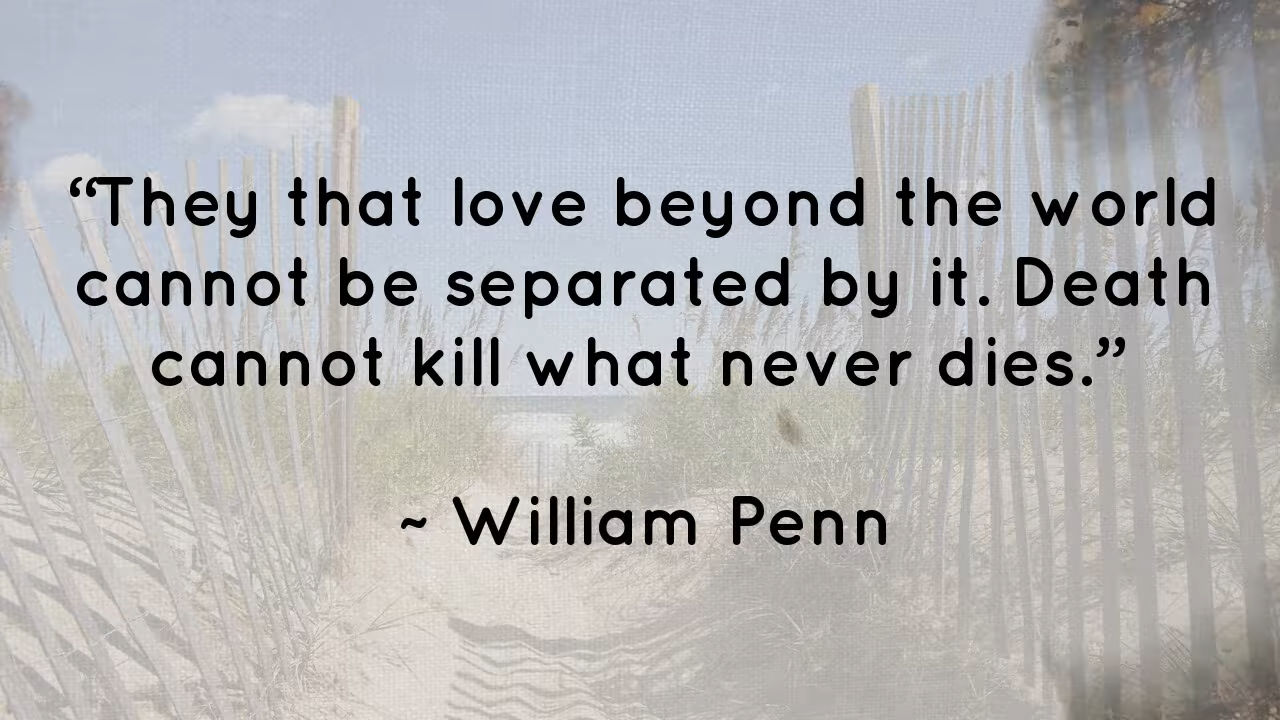 “They that love beyond the world
cannot be separated by it. Death
cannot kill what never dies.”
~ William Penn